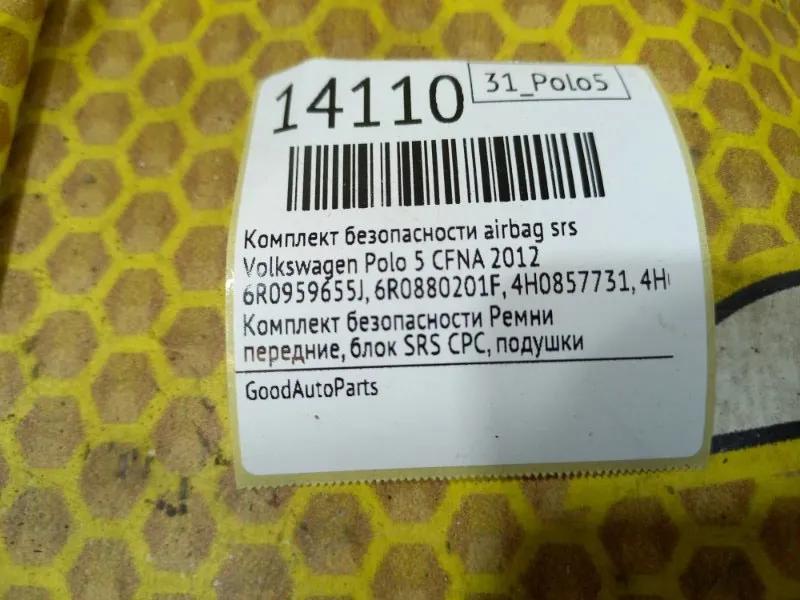 14110
31_Polo5
Комплект безопасности airbag srs
Volkswagen Polo 5 CFNA 2012
6R0959655J, 6R0880201F, 4H0857731, 4H
Комплект безопасности Ремни
передние, блок SRS СРС, подушки
GoodAutoParts